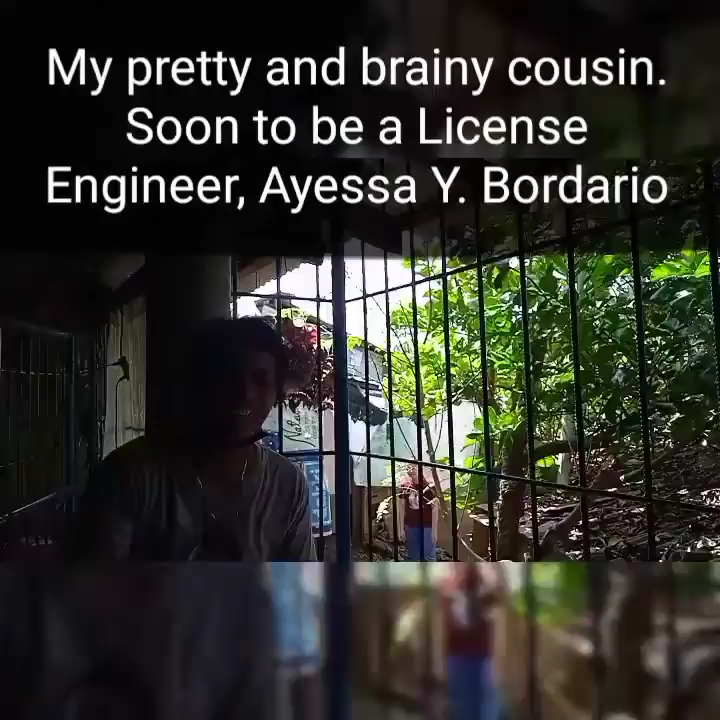 My pretty and brainy cousin.
Soon to be a License
Engineer, Ayessa Y. Bordario